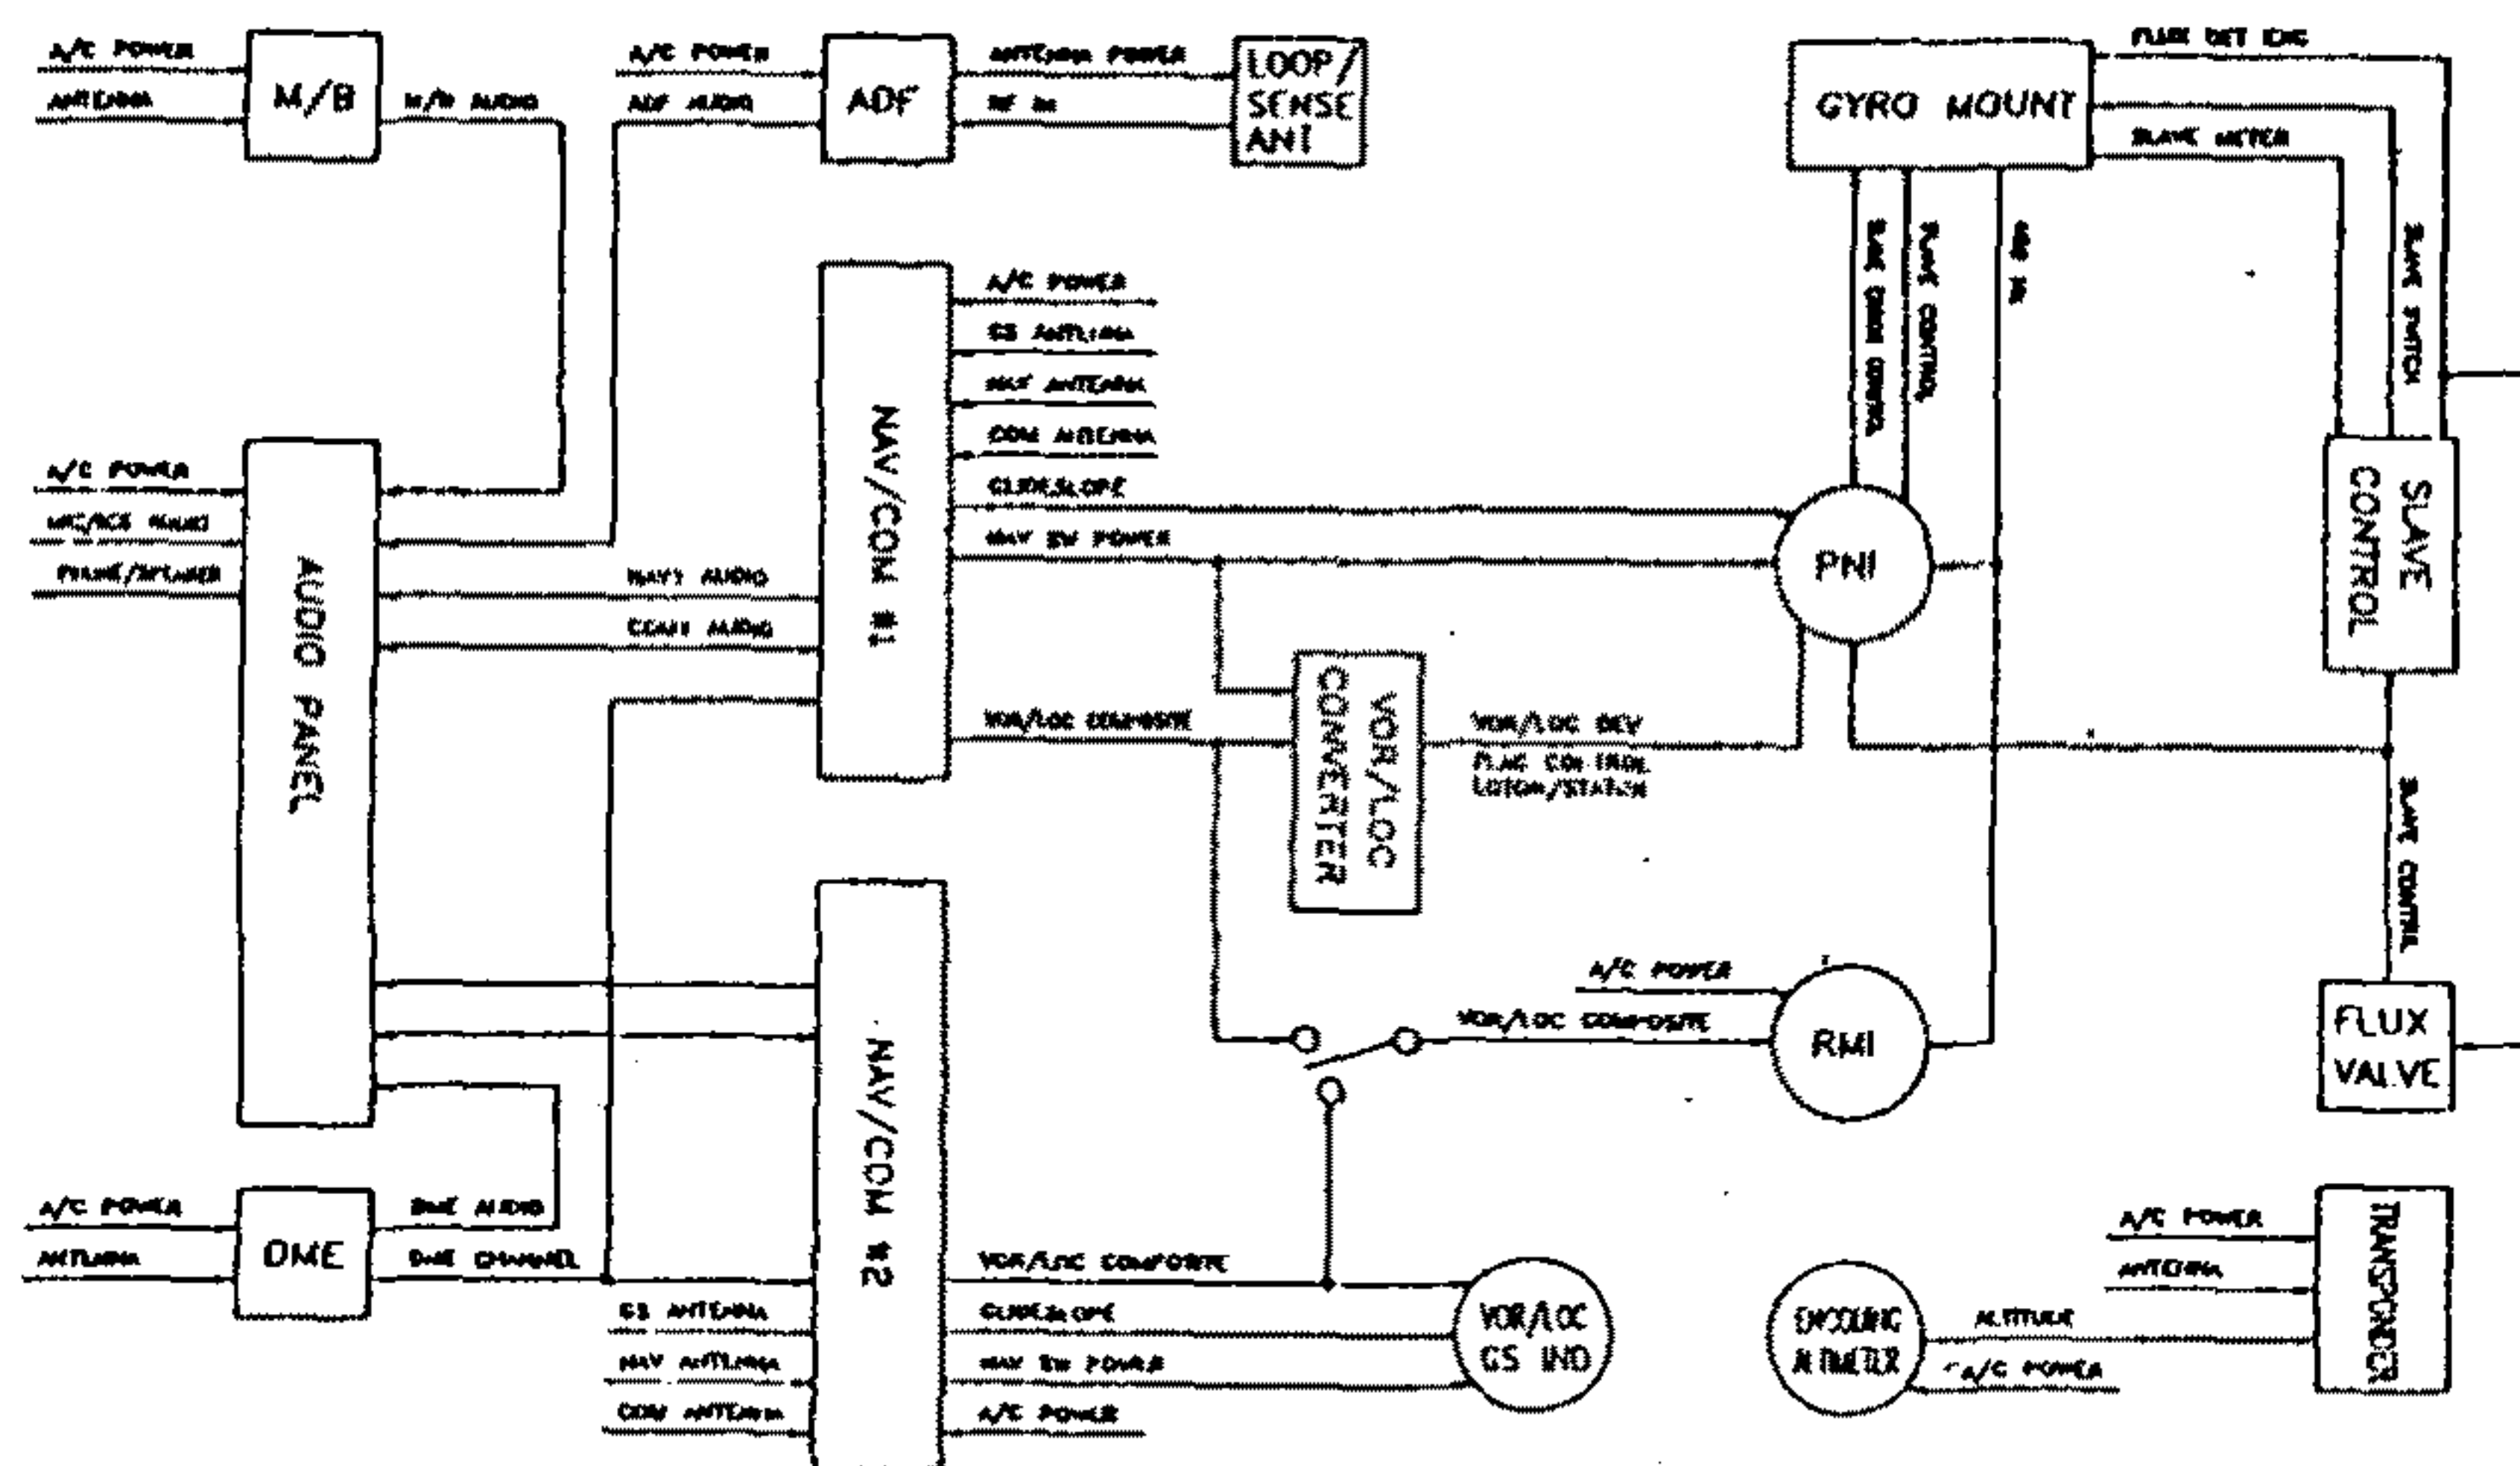 A/C POWER
ANTENNA
M/B
M/B AUDIO
A/C POWER
ADF AUDIO
ADF
ANTENNA POWER
RF IN
LOOP/
SENSE
ANT
GYRO MOUNT
FLUX DET EXC
SLAVE METER
SLAVE CONTROL
400 HZ
SLAVE SWITCH
A/C POWER
GS ANTENNA
NAV ANTENNA
COM ANTENNA
GLIDESLOPE
NAV SW POWER
NAV/COM #1
A/C POWER
PHONE/SPEAKER
AUDIO PANEL
NAV1 AUDIO
COM1 AUDIO
PNI
SLAVE
CONTROL
VOR/LOC COMPOSITE
VOR/LOC
CONVERTER
VOR/LOC DEV
FLAG CONTROL
SLAVE CONTROL
A/C POWER
VOR/LOC COMPOSITE
RMI
FLUX
VALVE
NAV/COM #2
A/C POWER
ANTENNA
DME
DME AUDIO
DME CHANNEL
GS ANTENNA
NAV ANTENNA
COM ANTENNA
VOR/LOC COMPOSITE
GLIDESLOPE
NAV SW POWER
A/C POWER
VOR/LOC
GS IND
ENCODING
ALTIMETER
ALTITUDE
A/C POWER
A/C POWER
ANTENNA
TRANSPONDER